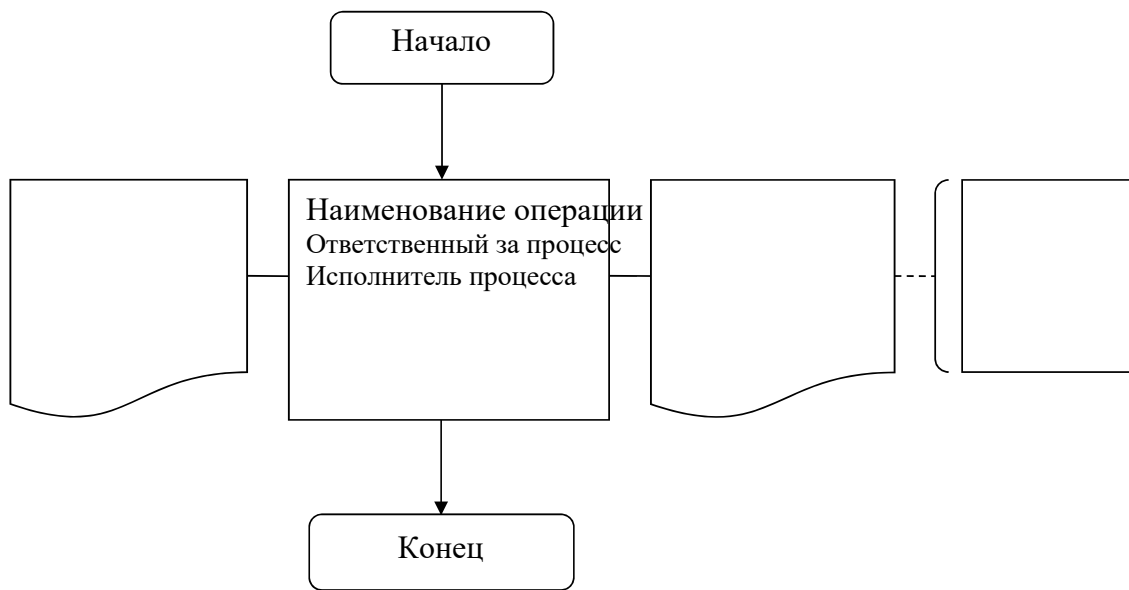 Начало
Наименование операции
Ответственный за процесс
Исполнитель процесса
Конец